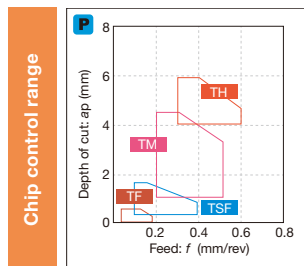 Chip control range
P
Depth of cut: ap (mm)
8
6
4
2
0
TH
TM
TF
TSF
0.2 0.4 0.6 0.8
Feed: f (mm/rev)